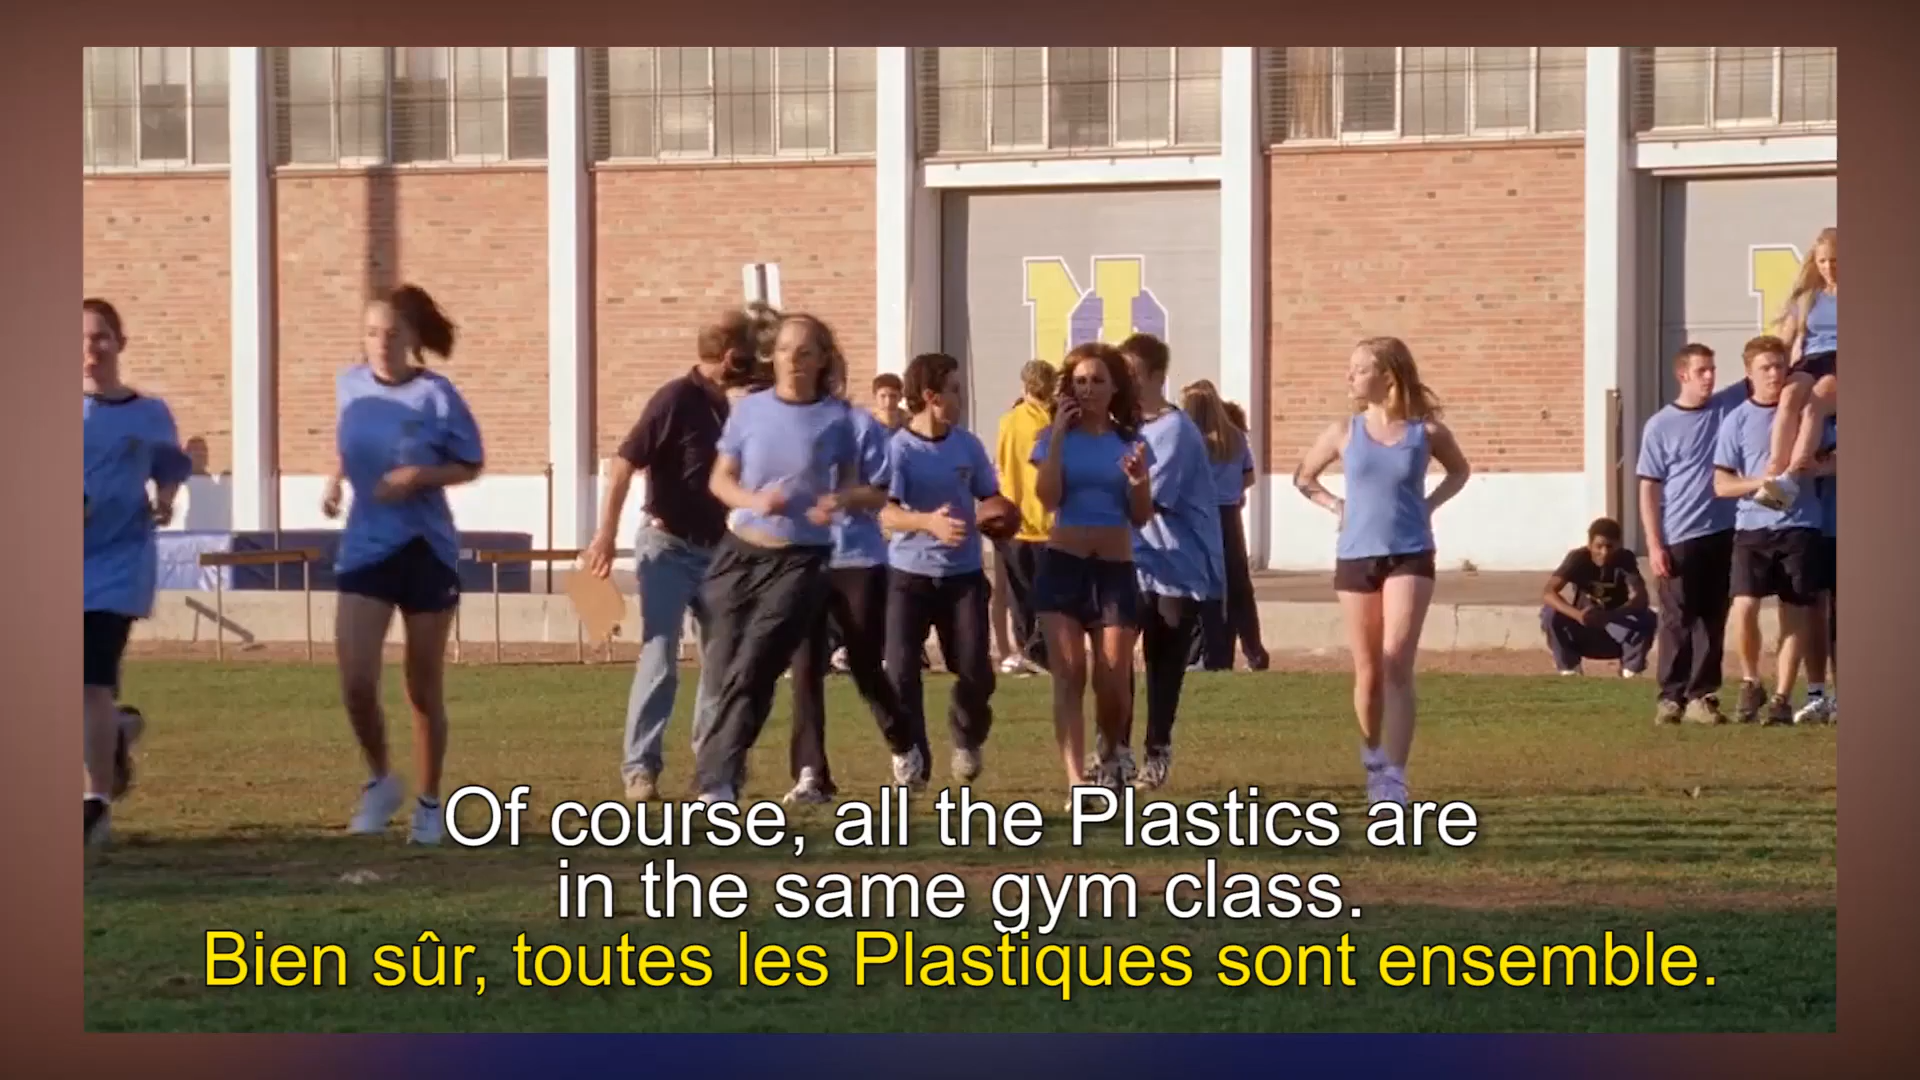 N
Of course, all the Plastics are
in the same gym class.
Bien sûr, toutes les Plastiques sont ensemble.